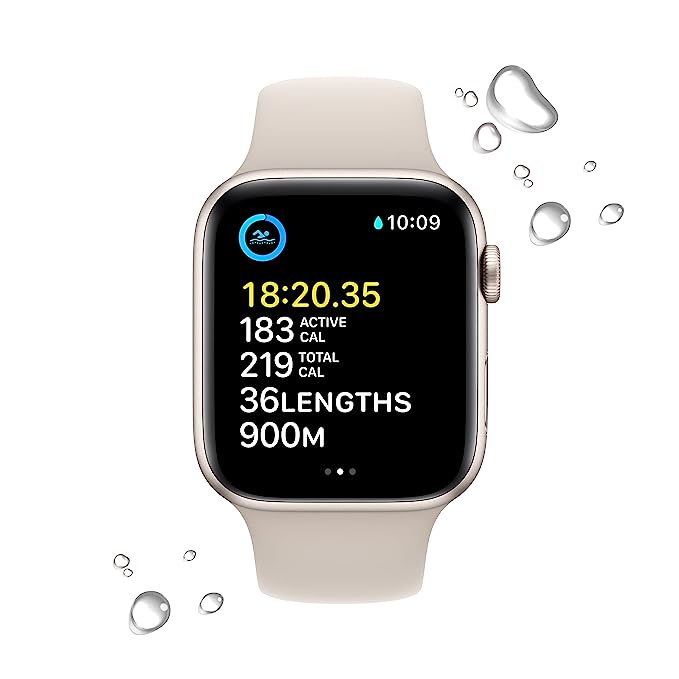 10:09
18:20.35
183 ACTIVE CAL
219 TOTAL CAL
36LENGTHS
900M